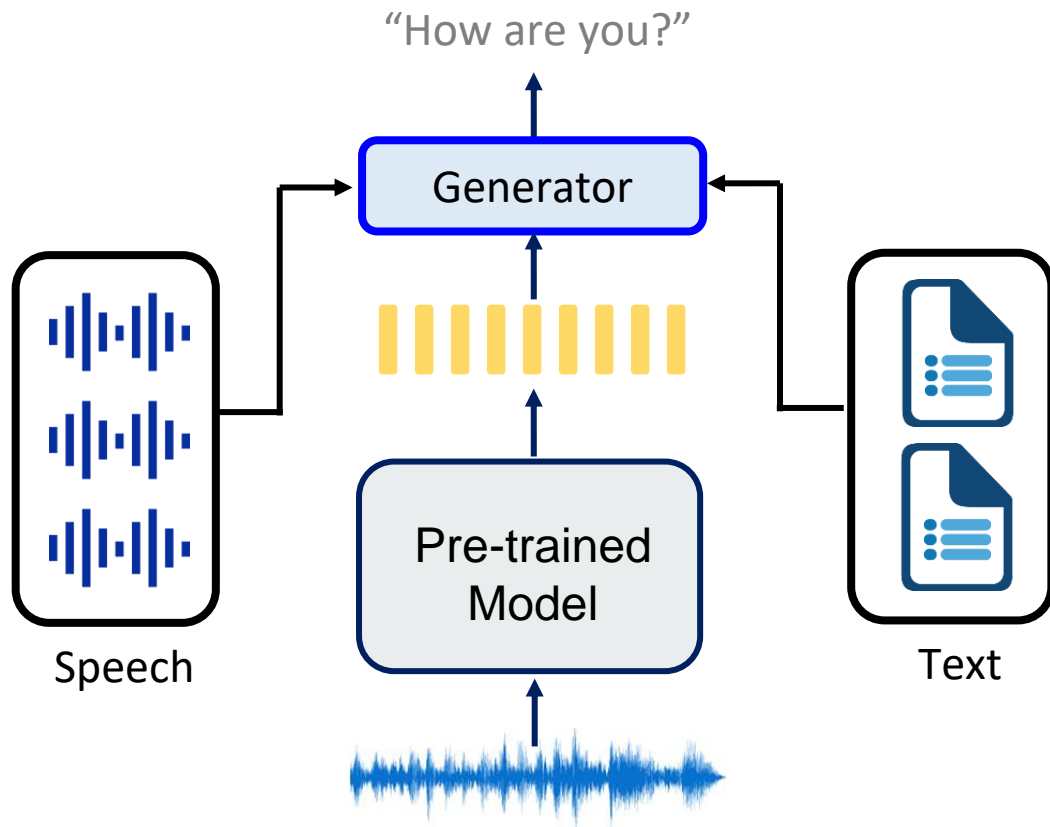 “How are you?”
Generator
Pre-trained
Model
Speech
Text